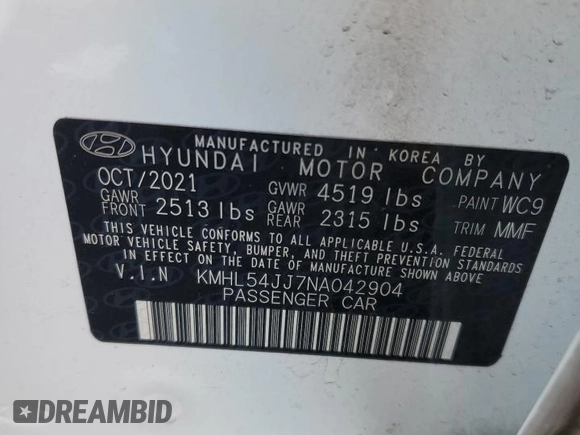 MANUFACTURED IN KOREA BY
HYUNDAI MOTOR COMPANY
OCT/2021 GVWR 4519 lbs PAINT WC9
GAWR FRONT 2513 lbs GAWR REAR 2315 lbs TRIM MMF
THIS VEHICLE CONFORMS TO ALL APPLICABLE U.S.A. FEDERAL
MOTOR VEHICLE SAFETY, BUMPER, AND THEFT PREVENTION STANDARDS
IN EFFECT ON THE DATE OF MANUFACTURE SHOWN ABOVE
V.I.N KMHL54JJ7NA042904
PASSENGER CAR
DREAMBID